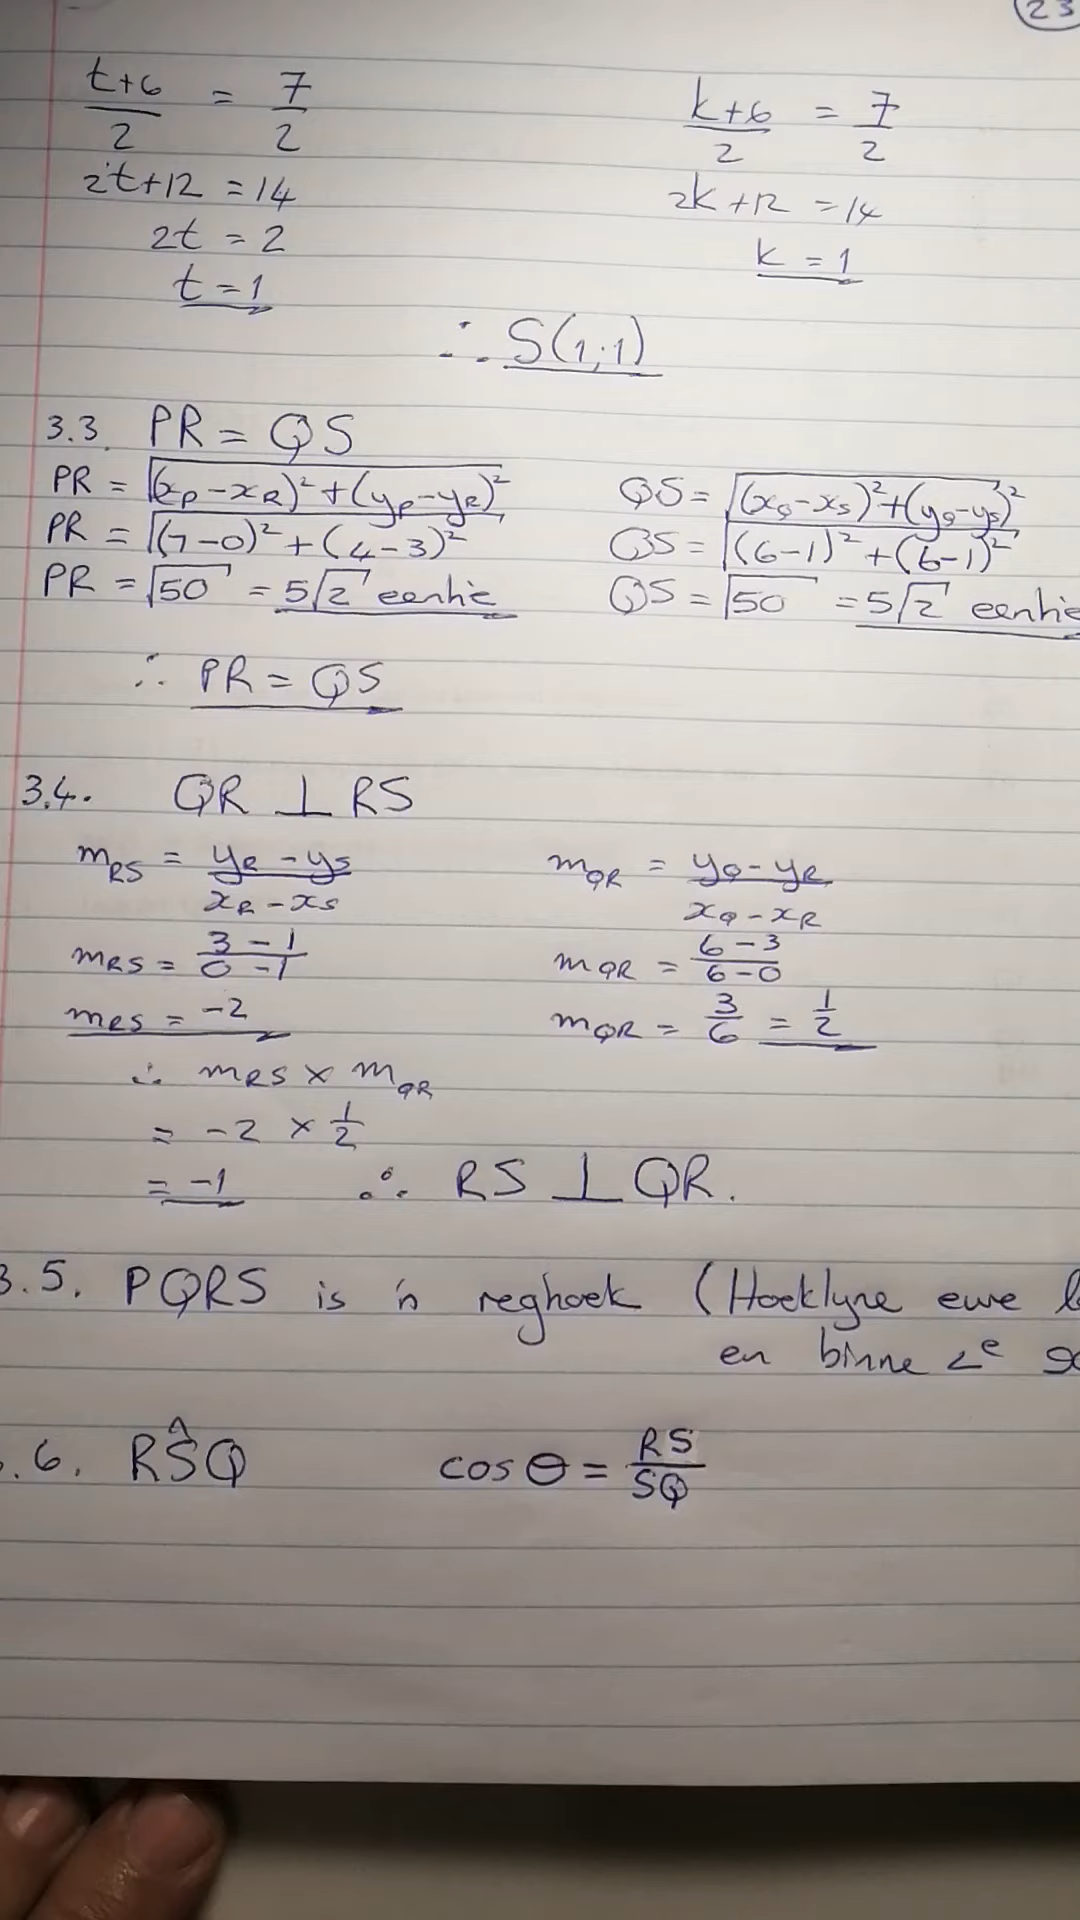 23
t+6/2 = 7/2
2t+12 = 14
2t = 2
t = 1
k+6/2 = 7/2
2k+12 = 14
k = 1
∴ S(1;1)
3.3. PR = QS
PR = √(xP-xR)²+(yP-yR)²
PR = √(7-0)²+(4-3)²
PR = √50 = 5√2 eenhe
QS = √(xQ-xS)²+(yQ-yS)²
QS = √(6-1)²+(6-1)²
QS = √50 = 5√2 eenhe
∴ PR = QS
3.4. QR ⊥ RS
mRS = yR-yS/xR-xS
mRS = 3-1/0-1
mRS = -2
mQR = yQ-yR/xQ-xR
mQR = 6-3/6-0
mQR = 3/6 = 1/2
∴ mRS × mQR
= -2 × 1/2
= -1 ∴ RS ⊥ QR.
3.5. PQRS is 'n reghoek (Hoeklyne ewe
en binne ∠e
.6. RŜQ cos θ = RS/SQ